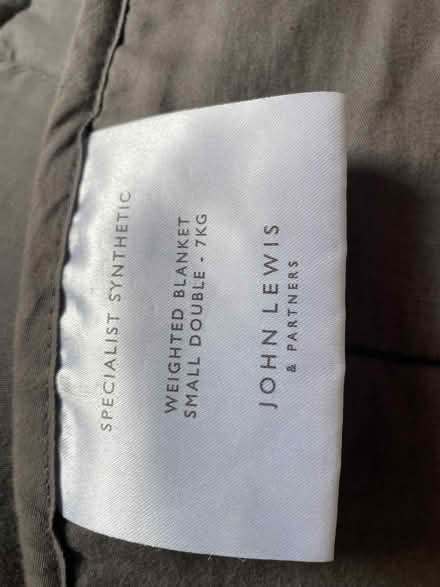 SPECIALIST SYNTHETIC
WEIGHTED BLANKET
SMALL DOUBLE - 7KG
JOHN LEWIS
& PARTNERS